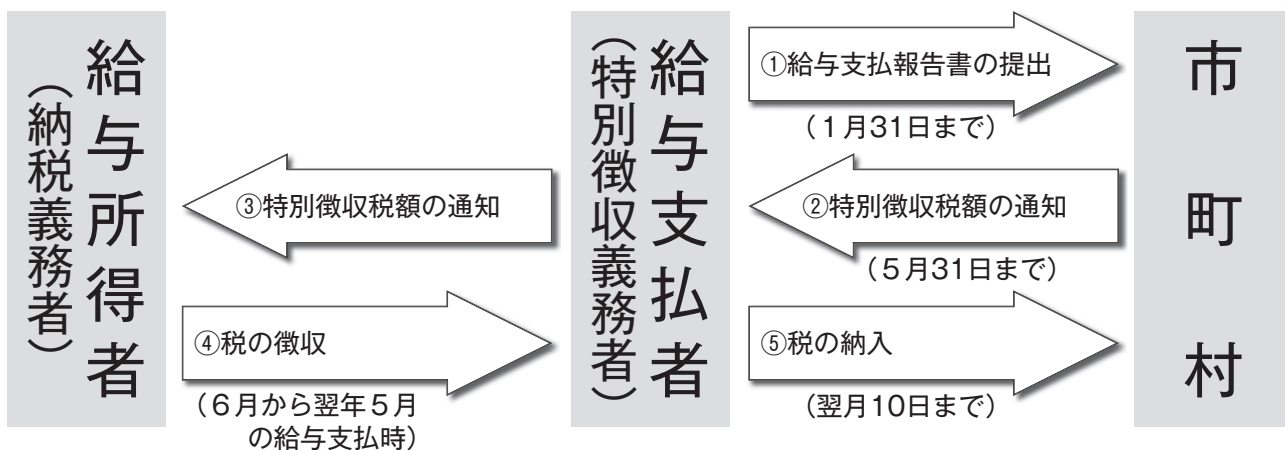 給与所得者
（納税義務者）
給与支払者
（特別徴収義務者）
市町村
①給与支払報告書の提出
（１月31日まで）
③特別徴収税額の通知
②特別徴収税額の通知
（５月31日まで）
④税の徴収
（６月から翌年５月
の給与支払時）
⑤税の納入
（翌月10日まで）